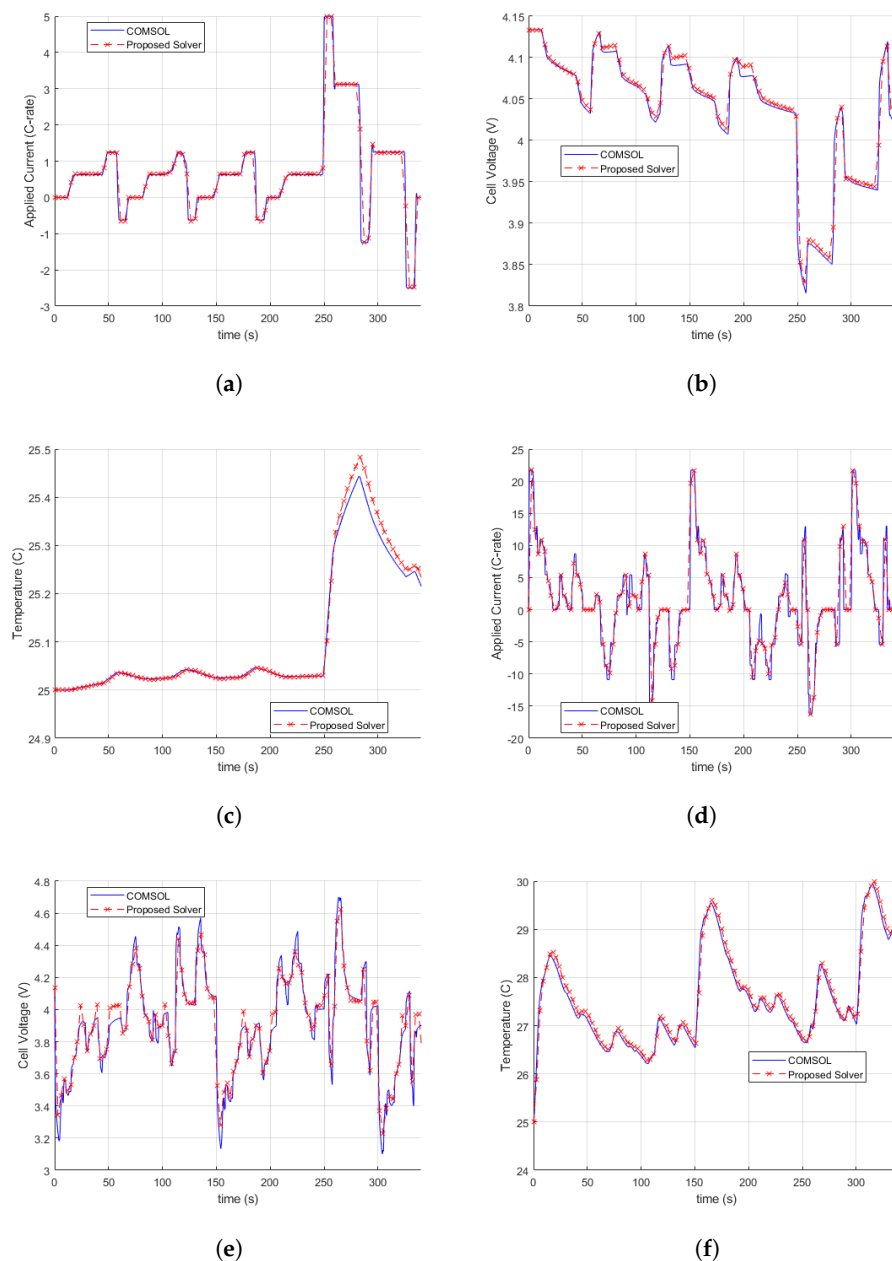 5
4
3
2
1
0
-1
-2
-3
Applied Current (C-rate)
COMSOL
Proposed Solver
0 50 100 150 200 250 300
time (s)
(a)
4.15
4.1
4.05
4
3.95
3.9
3.85
3.8
Cell Voltage (V)
COMSOL
Proposed Solver
0 50 100 150 200 250 300
time (s)
(b)
25.5
25.4
25.3
25.2
25.1
25
24.9
Temperature (C)
COMSOL
Proposed Solver
0 50 100 150 200 250 300
time (s)
(c)
25
20
15
10
5
0
-5
-10
-15
-20
Applied Current (C-rate)
COMSOL
Proposed Solver
0 50 100 150 200 250 300
time (s)
(d)
4.8
4.6
4.4
4.2
4
3.8
3.6
3.4
3.2
3
Cell Voltage (V)
COMSOL
Proposed Solver
0 50 100 150 200 250 300
time (s)
(e)
30
29
28
27
26
25
24
Temperature (C)
COMSOL
Proposed Solver
0 50 100 150 200 250 300
time (s)
(f)